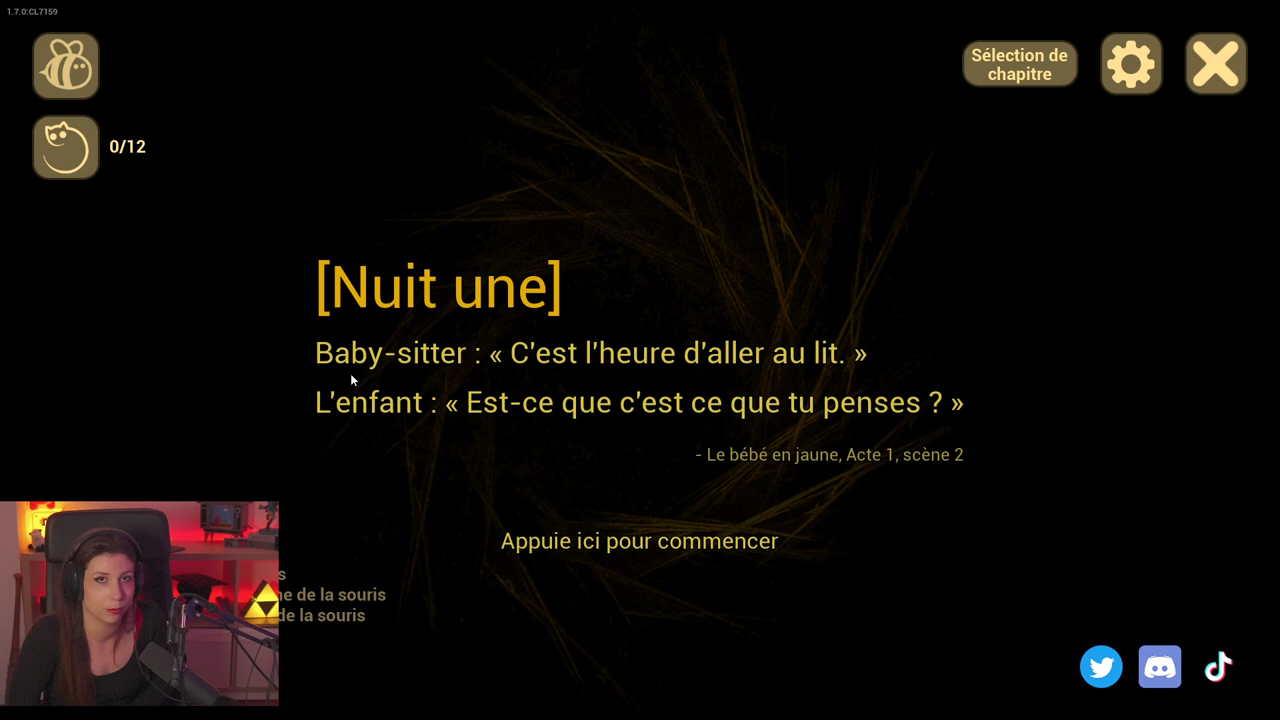 1.7.0:CL7159
Sélection de
chapitre
0/12
[Nuit une]
Baby-sitter : « C'est l'heure d'aller au lit. »
L'enfant : « Est-ce que c'est ce que tu penses ? »
- Le bébé en jaune, Acte 1, scène 2
Appuie ici pour commencer
de la souris
de la souris